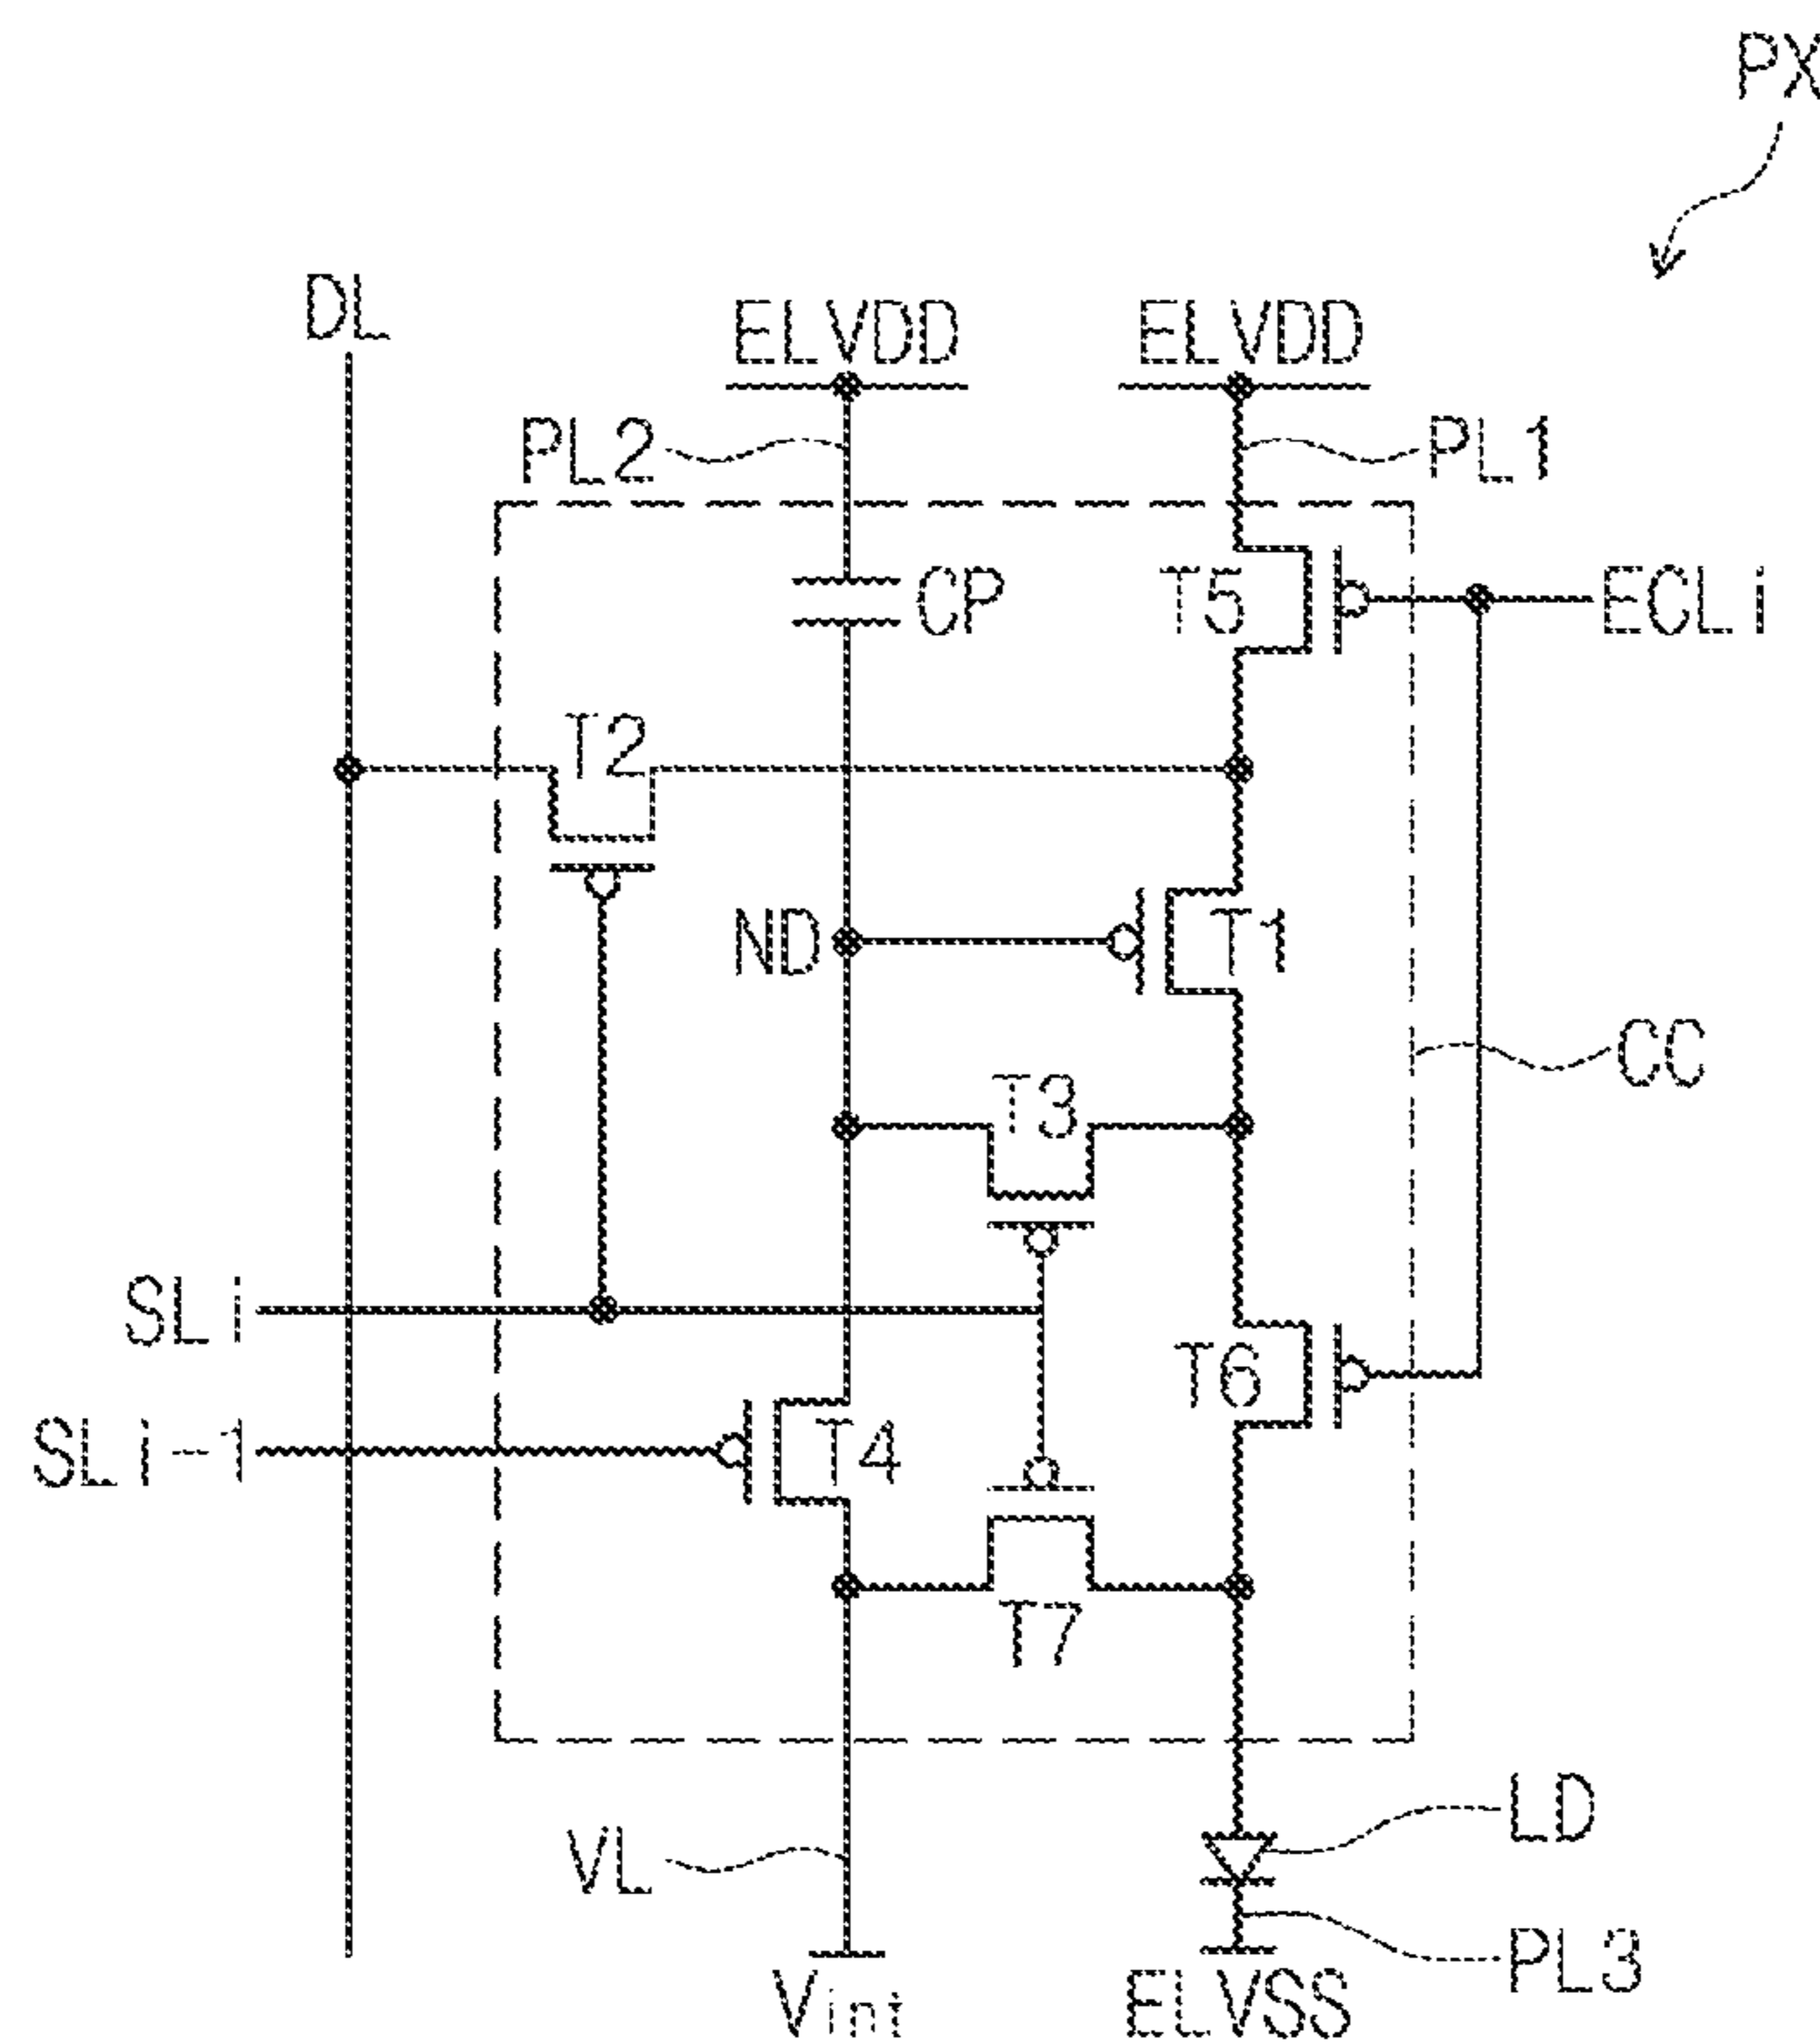 PX
DL
ELVDD
ELVDD
PL2
PL1
CP
T5
ECLi
T2
ND
T1
CC
T3
SLi
T6
SLi-1
T4
T7
LD
VL
PL3
Vint
ELVSS